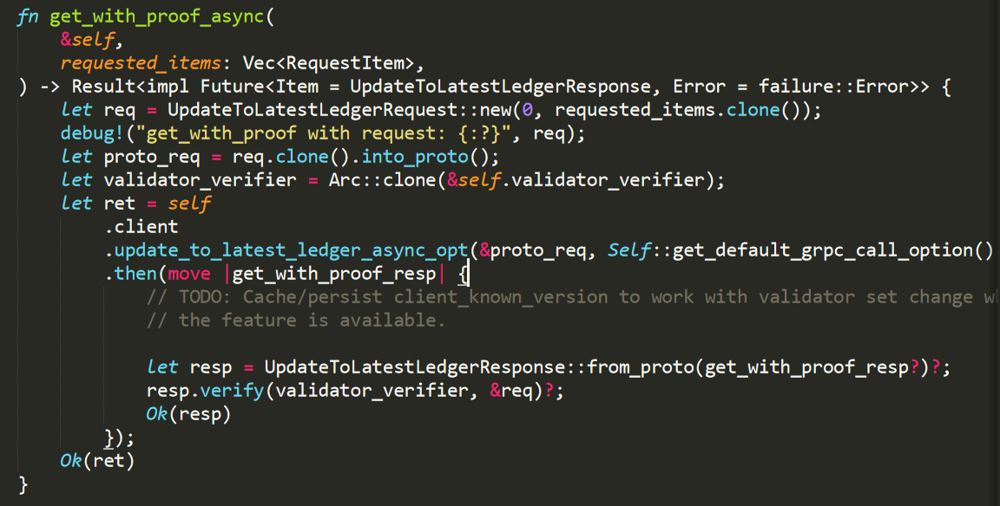 fn get_with_proof_async(
    &self,
    requested_items: Vec<RequestItem>,
) -> Result<impl Future<Item = UpdateToLatestLedgerResponse, Error = failure::Error>> {
    let req = UpdateToLatestLedgerRequest::new(0, requested_items.clone());
    debug!("get_with_proof with request: {:?}", req);
    let proto_req = req.clone().into_proto();
    let validator_verifier = Arc::clone(&self.validator_verifier);
    let ret = self
        .client
        .update_to_latest_ledger_async_opt(&proto_req, Self::get_default_grpc_call_option()
        .then(move |get_with_proof_resp| {
            // TODO: Cache/persist client_known_version to work with validator set change
            // the feature is available.
            let resp = UpdateToLatestLedgerResponse::from_proto(get_with_proof_resp?)?;
            resp.verify(validator_verifier, &req)?;
            Ok(resp)
        });
    Ok(ret)
}